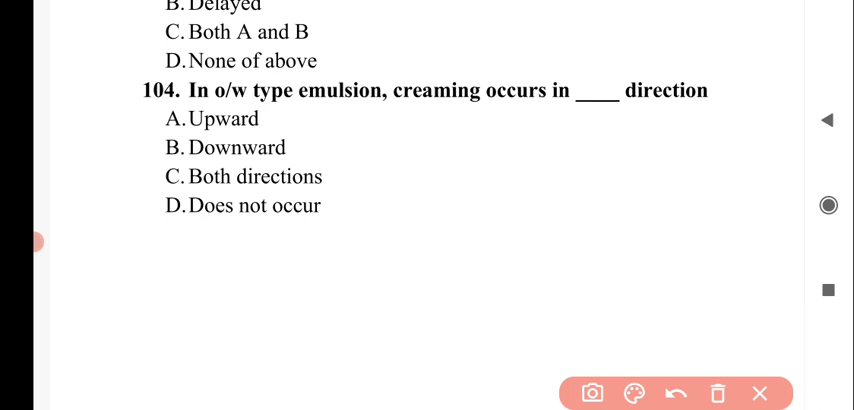 B. Delayed
C. Both A and B
D. None of above
104. In o/w type emulsion, creaming occurs in ____ direction
A. Upward
B. Downward
C. Both directions
D. Does not occur